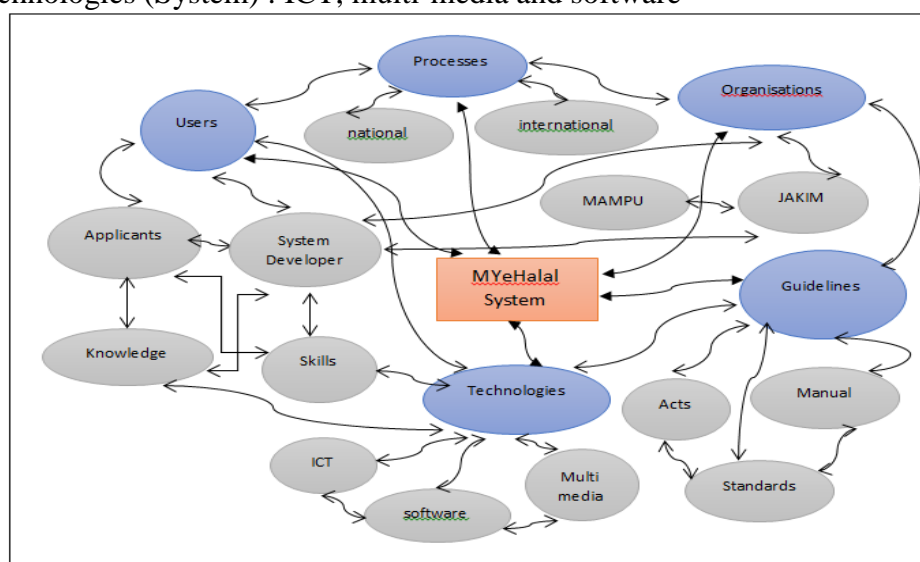 Technologies (System) : ICT, multi-media and software
Processes
Organisations
Users
national
international
MAMPU
JAKIM
Applicants
System
Developer
MYeHalal
System
Guidelines
Knowledge
Skills
Technologies
Acts
Manual
ICT
Multi
media
Standards
software